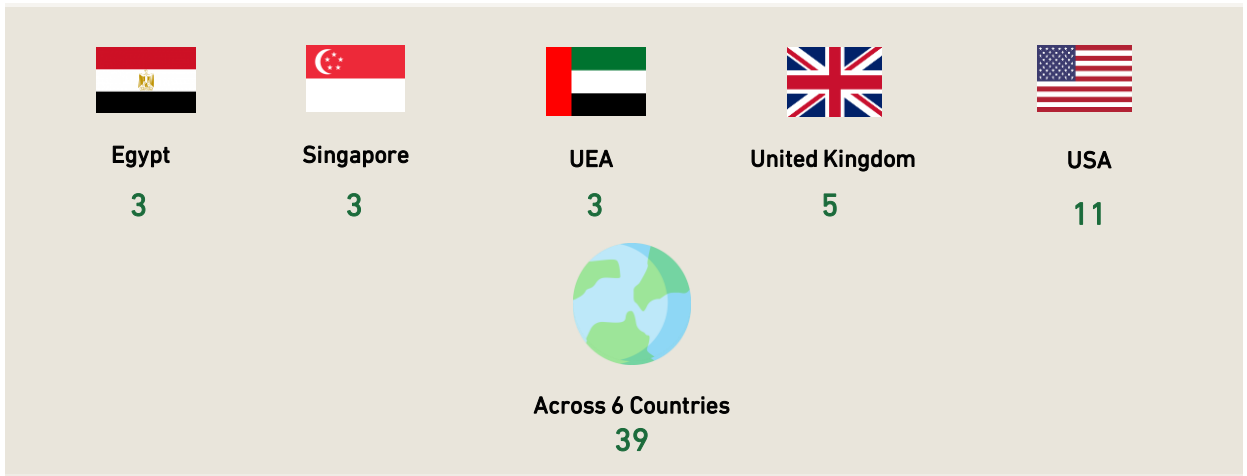 Egypt
3
Singapore
3
UEA
3
United Kingdom
5
USA
11
Across 6 Countries
39